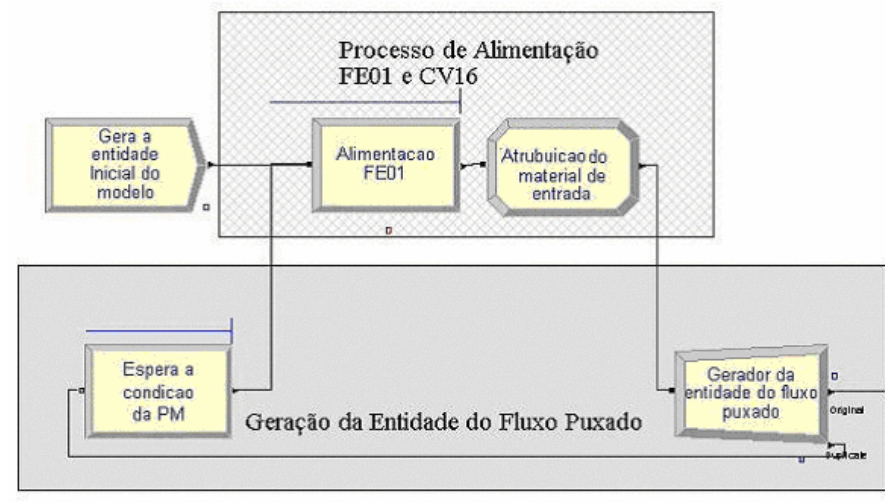 Processo de Alimentação
FE01 e CV16
Gera a
entidade
Inicial do
modelo
Alimentacao
FE01
Atrubuicao do
material de
entrada
Espera a
condicao
da PM
Geração da Entidade do Fluxo Puxado
Gerador da
entidade do fluxo
puxado
Original
Duplicate